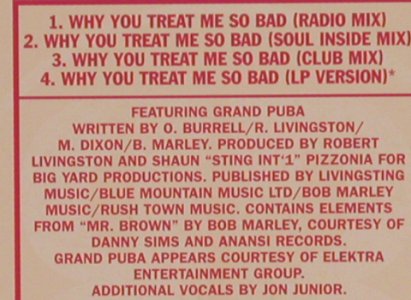 1. WHY YOU TREAT ME SO BAD (RADIO MIX)
2. WHY YOU TREAT ME SO BAD (SOUL INSIDE MIX)
3. WHY YOU TREAT ME SO BAD (CLUB MIX)
4. WHY YOU TREAT ME SO BAD (LP VERSION)*
FEATURING GRAND PUBA
WRITTEN BY O. BURRELL/R. LIVINGSTON/
M. DIXON/B. MARLEY. PRODUCED BY ROBERT
LIVINGSTON AND SHAUN "STING INT'1" PIZZONIA FOR
BIG YARD PRODUCTIONS. PUBLISHED BY LIVINGSTING
MUSIC/BLUE MOUNTAIN MUSIC LTD/BOB MARLEY
MUSIC/RUSH TOWN MUSIC. CONTAINS ELEMENTS
FROM "MR. BROWN" BY BOB MARLEY, COURTESY OF
DANNY SIMS AND ANANSI RECORDS.
GRAND PUBA APPEARS COURTESY OF ELEKTRA
ENTERTAINMENT GROUP.
ADDITIONAL VOCALS BY JON JUNIOR.